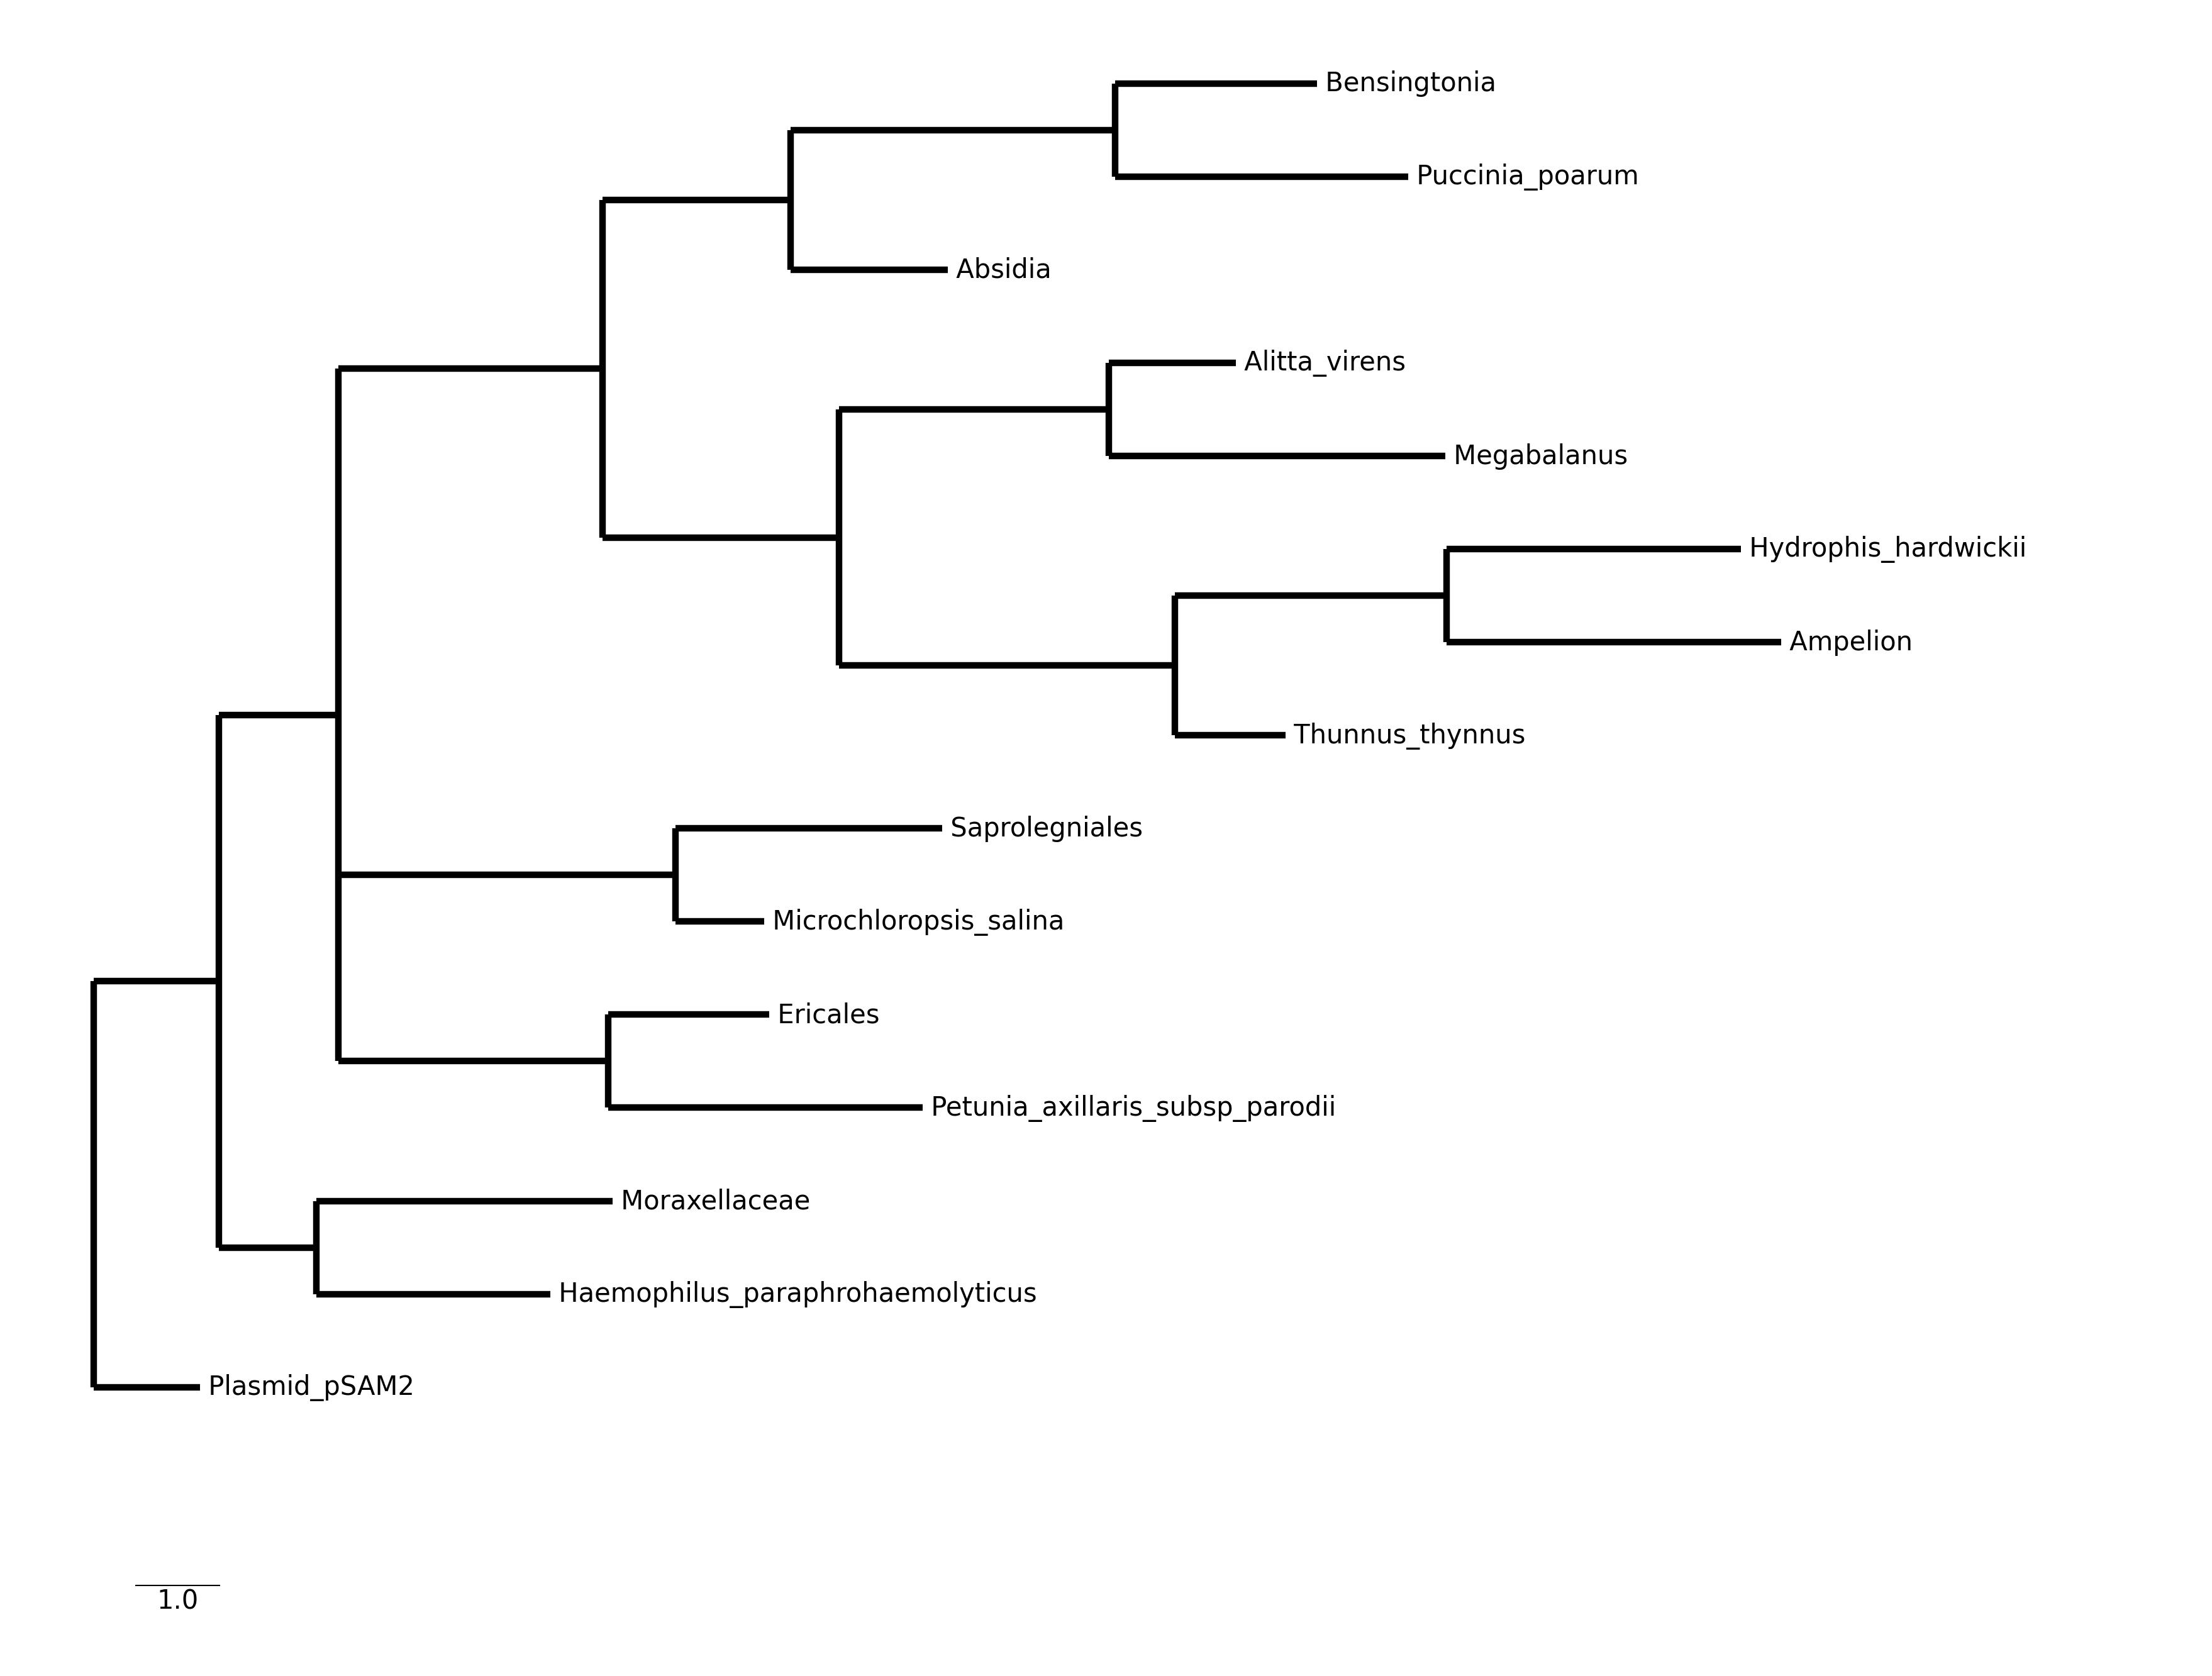 Bensingtonia
Puccinia_poarum
Absidia
Alitta_virens
Megabalanus
Hydrophis_hardwickii
Ampelion
Thunnus_thynnus
Saprolegniales
Microchloropsis_salina
Ericales
Petunia_axillaris_subsp_parodii
Moraxellaceae
Haemophilus_paraphrohaemolyticus
Plasmid_pSAM2
1.0